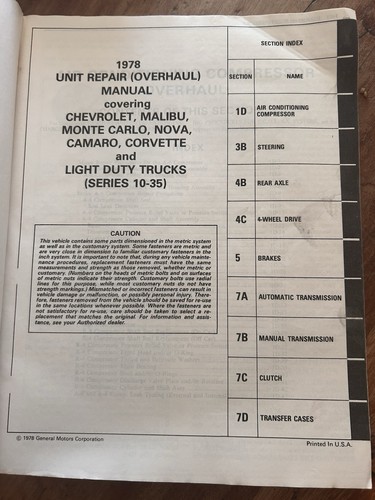 1978
UNIT REPAIR (OVERHAUL)
MANUAL
covering
CHEVROLET, MALIBU,
MONTE CARLO, NOVA,
CAMARO, CORVETTE
and
LIGHT DUTY TRUCKS
(SERIES 10-35)
CAUTION
This vehicle contains some parts dimensioned in the metric system
as well as in the customary system. Some fasteners are metric and
are very close in dimension to familiar customary fasteners in the
inch system. It is important to note that, during any vehicle mainte-
nance procedures, replacement fasteners must have the same
measurements and strength as those removed, whether metric or
customary. (Numbers on the heads of metric bolts and on surfaces
of metric nuts indicate their strength. Customary bolts use radial
lines for this purpose, while most customary nuts do not have
strength markings.) Mismatched or incorrect fasteners can result in
vehicle damage or malfunction, or possibly personal injury. There-
fore, fasteners removed from the vehicle should be saved for re-use
in the same locations whenever possible. Where the fasteners are
not satisfactory for re-use, care should be taken to select a re-
placement that matches the original. For information and assis-
tance, see your Authorized dealer.
SECTION INDEX
SECTION NAME
1D AIR CONDITIONING
COMPRESSOR
3B STEERING
4B REAR AXLE
4C 4-WHEEL DRIVE
5 BRAKES
7A AUTOMATIC TRANSMISSION
7B MANUAL TRANSMISSION
7C CLUTCH
7D TRANSFER CASES
© 1978 General Motors Corporation
Printed In U.S.A.